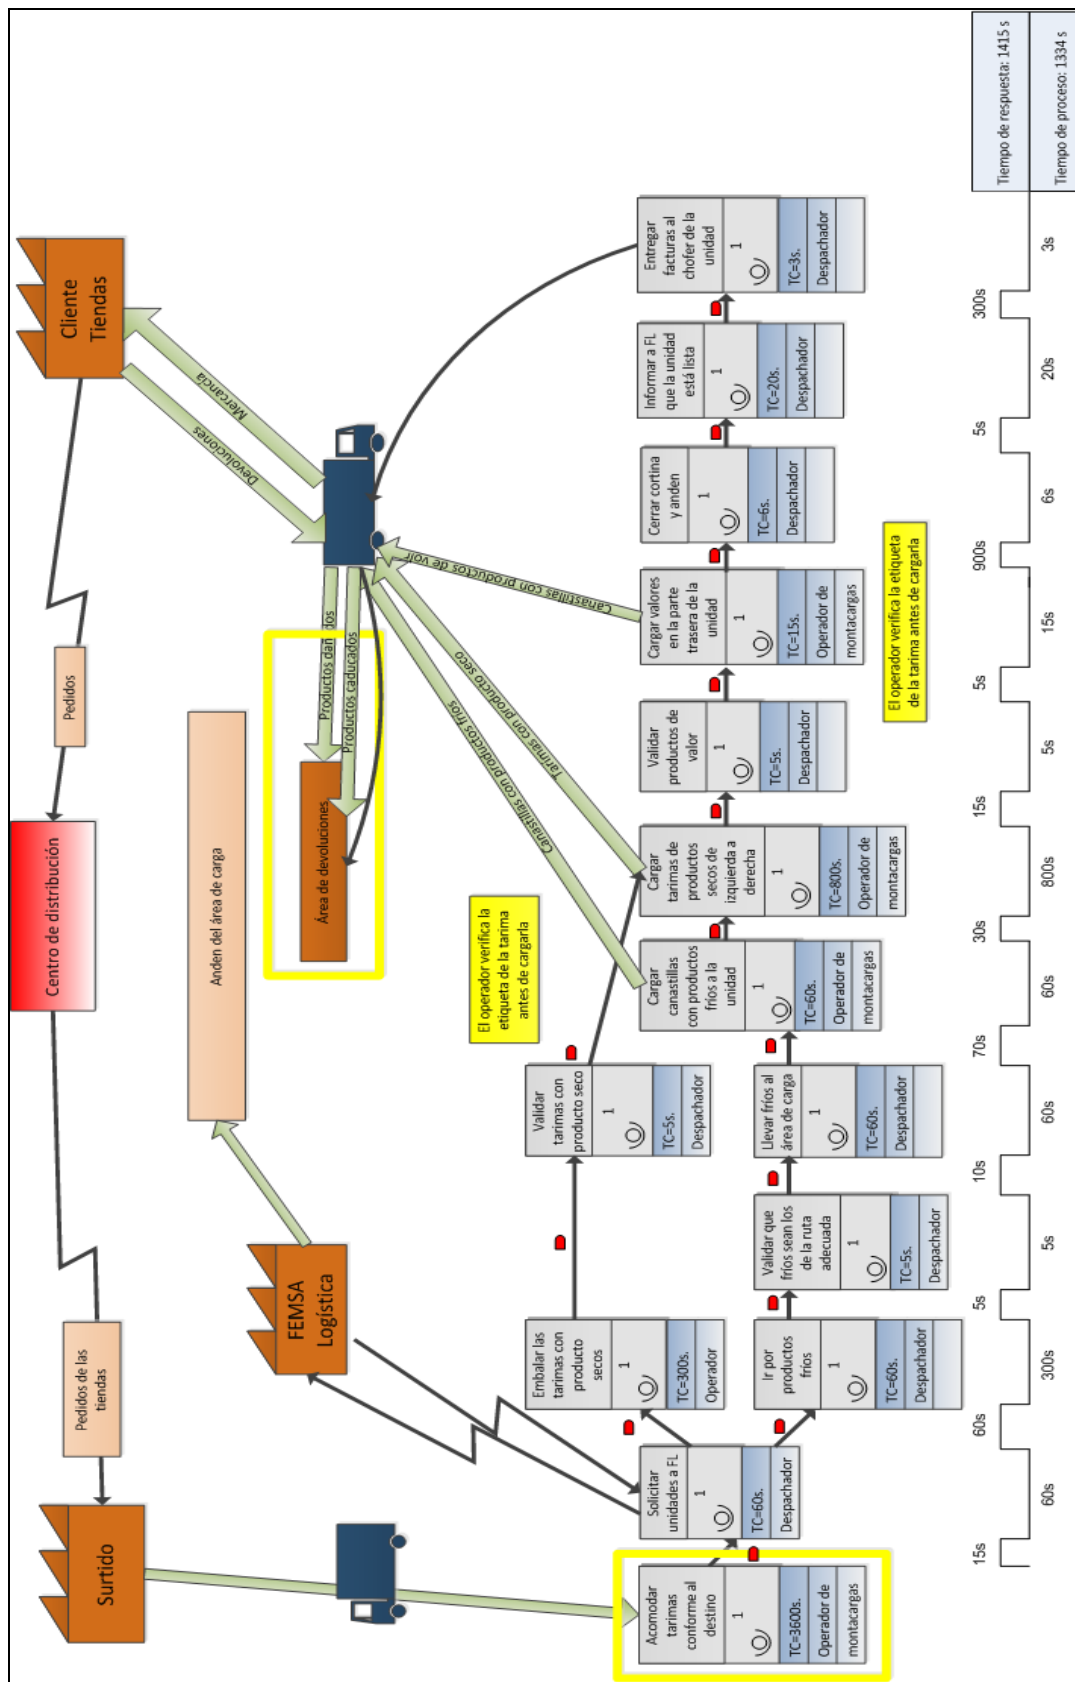 Surtido
Pedidos de las
tiendas
Centro de distribución
Pedidos
Cliente
Tiendas
FEMSA
Logística
Anden del área de carga
Área de devoluciones
Productos dañados
Productos caducados
Devoluciones
Mercancía
Canastillas con productos fríos
Tarimas con producto seco
Canastillas con productos de
El operador verifica la
etiqueta de la tarima
antes de cargarla
Embalar las
tarimas con
producto
secos
1
TC=300s.
Operador
Validar
tarimas con
producto seco
1
TC=5s.
Despachador
Acomodar
tarimas
conforme al
destino
1
TC=3600s.
Operador de
montacargas
Solicitar
unidades a FL
1
TC=60s.
Despachador
Ir por
productos
fríos
1
TC=60s.
Despachador
Validar que
fríos sean los
de la ruta
adecuada
1
TC=5s.
Despachador
Llevar fríos al
área de carga
1
TC=60s.
Despachador
Cargar
canastillas
con productos
fríos a la
unidad
1
TC=60s.
Operador de
montacargas
Cargar
tarimas de
productos
secos de
izquierda a
derecha
1
TC=800s.
Operador de
montacargas
Validar
productos de
valor
1
TC=5s.
Despachador
Cargar valores
en la parte
trasera de la
unidad
1
TC=15s.
Operador de
montacargas
Cerrar cortina
y anden
1
TC=6s.
Despachador
Informar a FL
que la unidad
está lista
1
TC=20s.
Despachador
Entregar
facturas al
chofer de la
unidad
1
TC=3s.
Despachador
El operador verifica la etiqueta
de la tarima antes de cargarla
15s
60s
60s
300s
5s
5s
10s
60s
70s
60s
30s
800s
15s
5s
5s
15s
900s
6s
5s
20s
300s
3s
Tiempo de respuesta: 1415 s
Tiempo de proceso: 1334 s